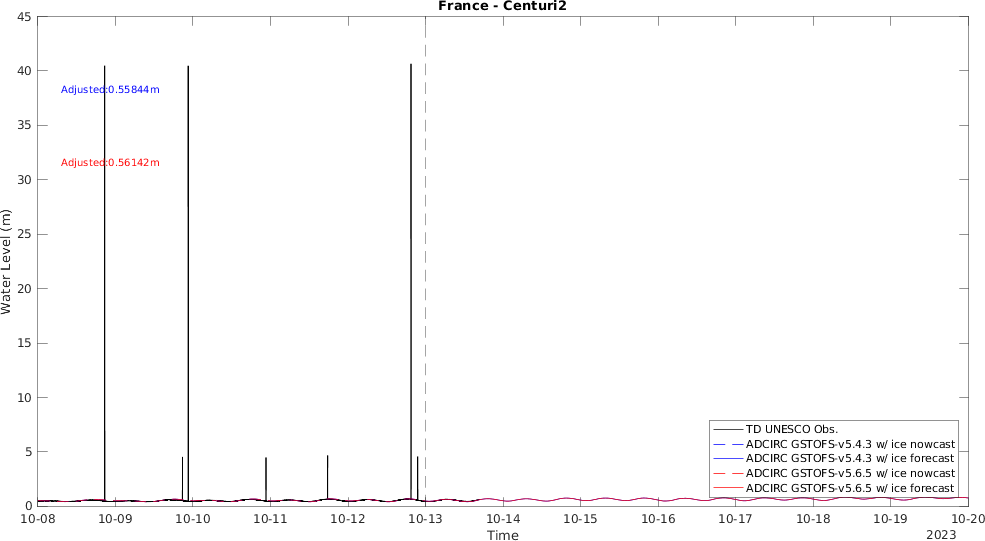 France - Centuri2
45
40
35
30
25
20
15
10
5
0
Water Level (m)
Adjusted:0.55844m
Adjusted:0.56142m
TD UNESCO Obs.
ADCIRC GSTOFS-v5.4.3 w/ ice nowcast
ADCIRC GSTOFS-v5.4.3 w/ ice forecast
ADCIRC GSTOFS-v5.6.5 w/ ice nowcast
ADCIRC GSTOFS-v5.6.5 w/ ice forecast
10-08 10-09 10-10 10-11 10-12 10-13 10-14 10-15 10-16 10-17 10-18 10-19 10-20
Time
2023